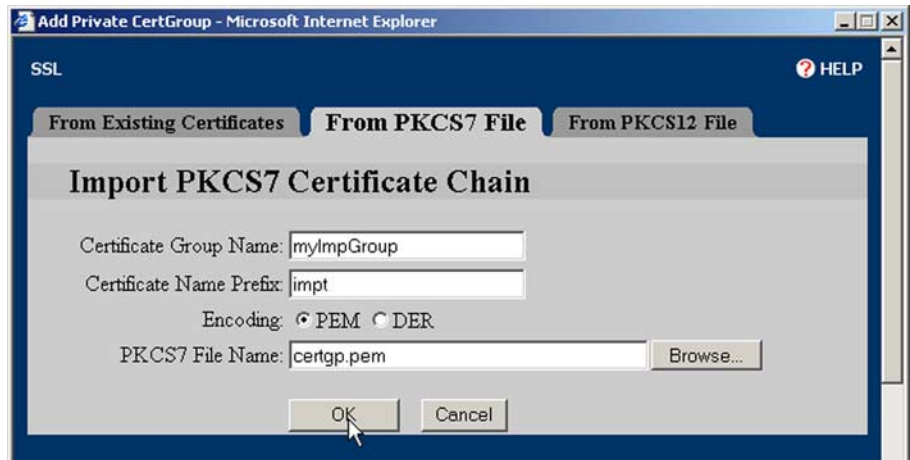 Add Private CertGroup - Microsoft Internet Explorer
SSL
? HELP
From Existing Certificates
From PKCS7 File
From PKCS12 File
Import PKCS7 Certificate Chain
Certificate Group Name: myImpGroup
Certificate Name Prefix: impt
Encoding: PEM DER
PKCS7 File Name: certgp.pem Browse...
OK Cancel